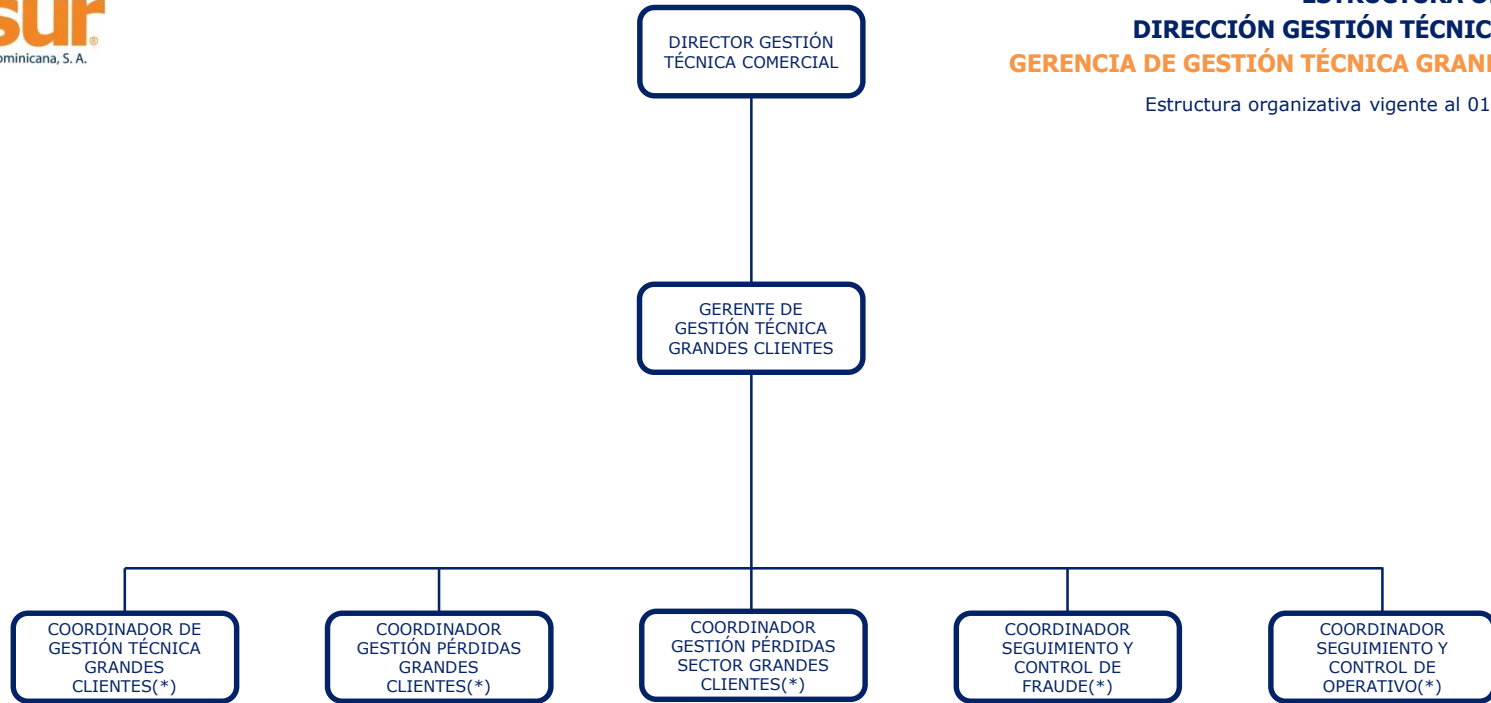 sur
ominicana, S. A.
DIRECCIÓN GESTIÓN TÉCNIC
GERENCIA DE GESTIÓN TÉCNICA GRAN
Estructura organizativa vigente al 01
DIRECTOR GESTIÓN
TÉCNICA COMERCIAL
GERENTE DE
GESTIÓN TÉCNICA
GRANDES CLIENTES
COORDINADOR DE
GESTIÓN TÉCNICA
GRANDES
CLIENTES(*)
COORDINADOR
GESTIÓN PÉRDIDAS
GRANDES
CLIENTES(*)
COORDINADOR
GESTIÓN PÉRDIDAS
SECTOR GRANDES
CLIENTES(*)
COORDINADOR
SEGUIMIENTO Y
CONTROL DE
FRAUDE(*)
COORDINADOR
SEGUIMIENTO Y
CONTROL DE
OPERATIVO(*)